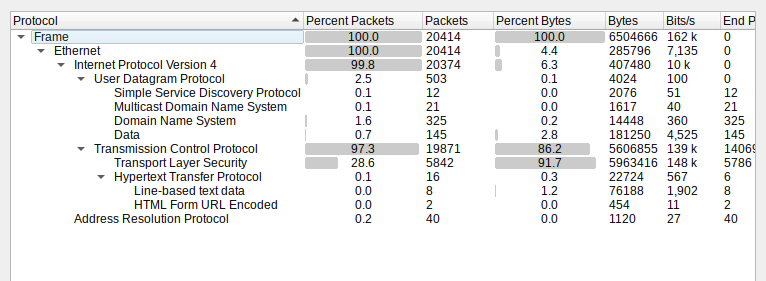 Protocol Percent Packets Packets Percent Bytes Bytes Bits/s End P
Frame 100.0 20414 100.0 6504666 162 k 0
Ethernet 100.0 20414 4.4 285796 7,135 0
Internet Protocol Version 4 99.8 20374 6.3 407480 10 k 0
User Datagram Protocol 2.5 503 0.1 4024 100 0
Simple Service Discovery Protocol 0.1 12 0.0 2076 51 12
Multicast Domain Name System 0.1 21 0.0 1617 40 21
Domain Name System 1.6 325 0.2 14448 360 325
Data 0.7 145 2.8 181250 4,525 145
Transmission Control Protocol 97.3 19871 86.2 5606855 139 k 14069
Transport Layer Security 28.6 5842 91.7 5963416 148 k 5786
Hypertext Transfer Protocol 0.1 16 0.3 22724 567 6
Line-based text data 0.0 8 1.2 76188 1,902 8
HTML Form URL Encoded 0.0 2 0.0 454 11 2
Address Resolution Protocol 0.2 40 0.0 1120 27 40